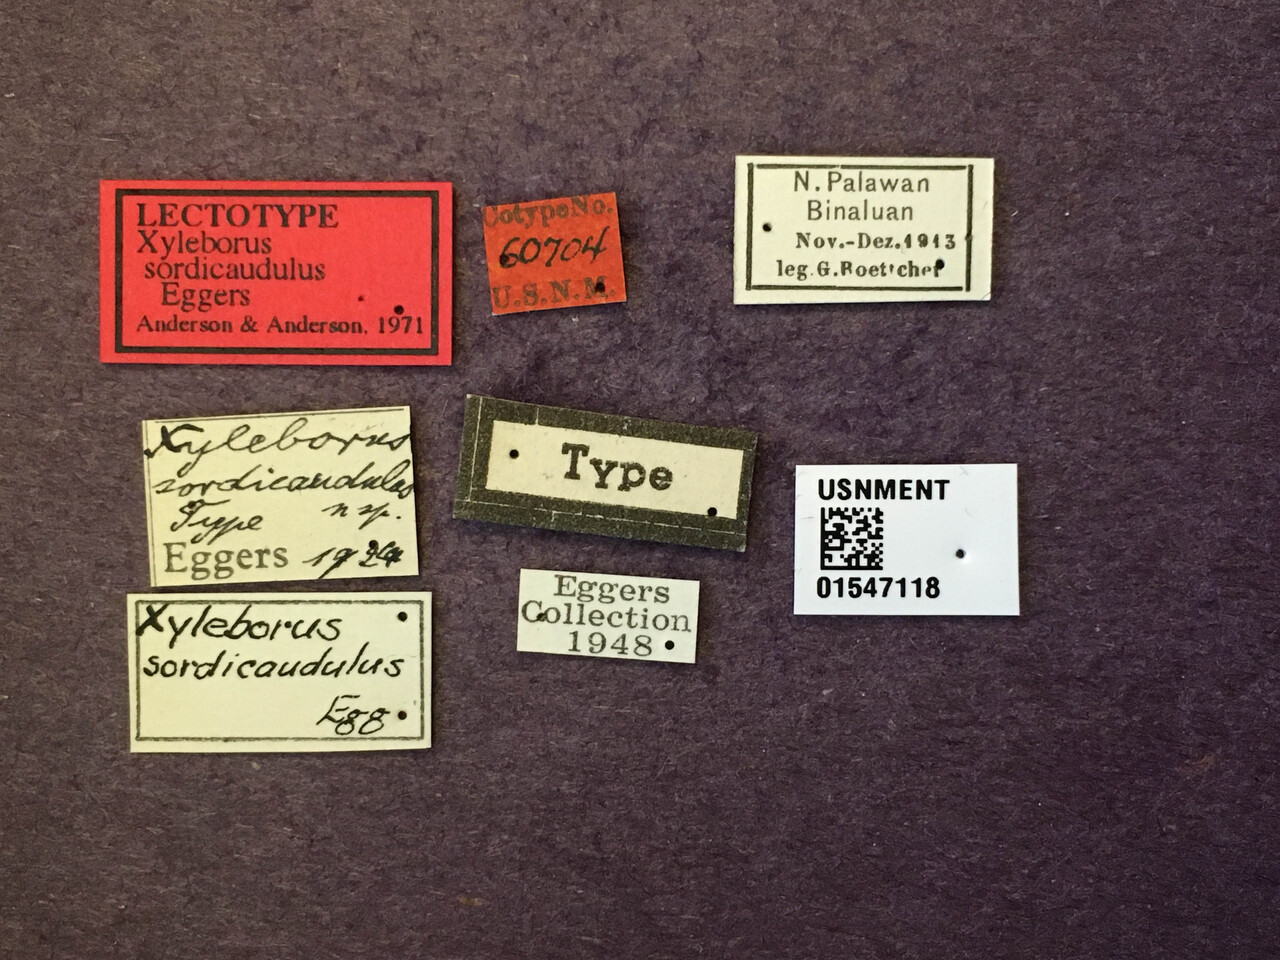 LECTOTYPE
Xyleborus
sordicaudulus
Eggers
Anderson & Anderson, 1971
CotypeNo.
60704
U.S.N.M.
N. Palawan
Binaluan
Nov.-Dez.1913
leg. G. Boettcher
Xyleborus
sordicaudulus
Type n sp.
Eggers 1924
Type
USNMENT
01547118
Eggers
Collection
1948
Xyleborus
sordicaudulus
Egg